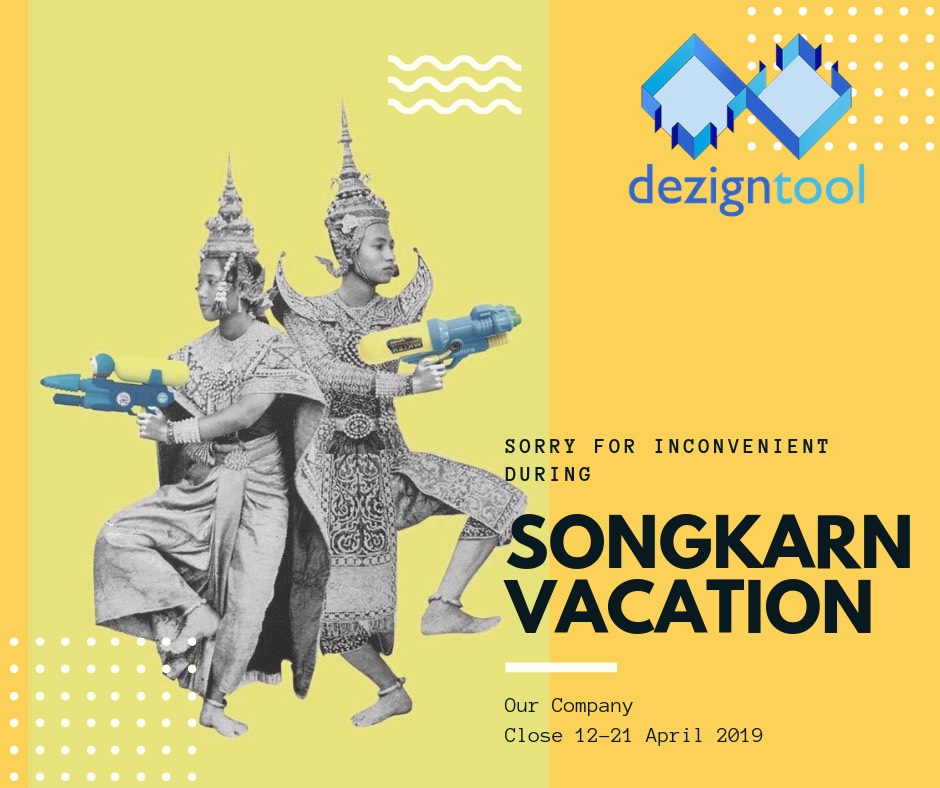 dezigntool
SORRY FOR INCONVENIENT
DURING
SONGKARN
VACATION
Our Company
Close 12-21 April 2019